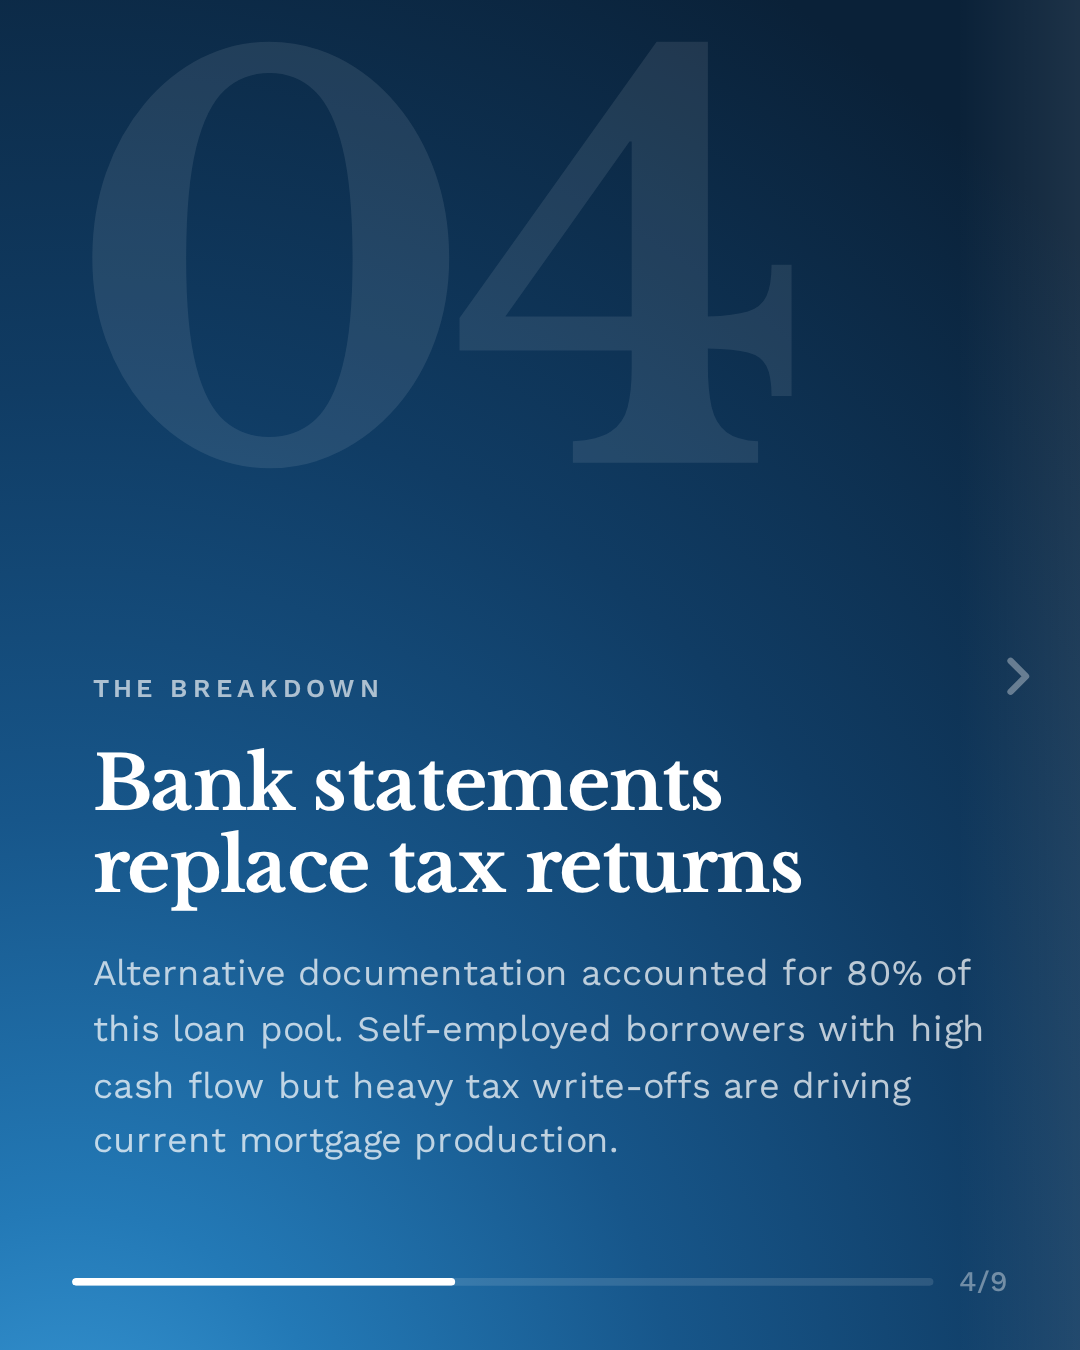 04
THE BREAKDOWN
Bank statements
replace tax returns
Alternative documentation accounted for 80% of
this loan pool. Self-employed borrowers with high
cash flow but heavy tax write-offs are driving
current mortgage production.
4/9